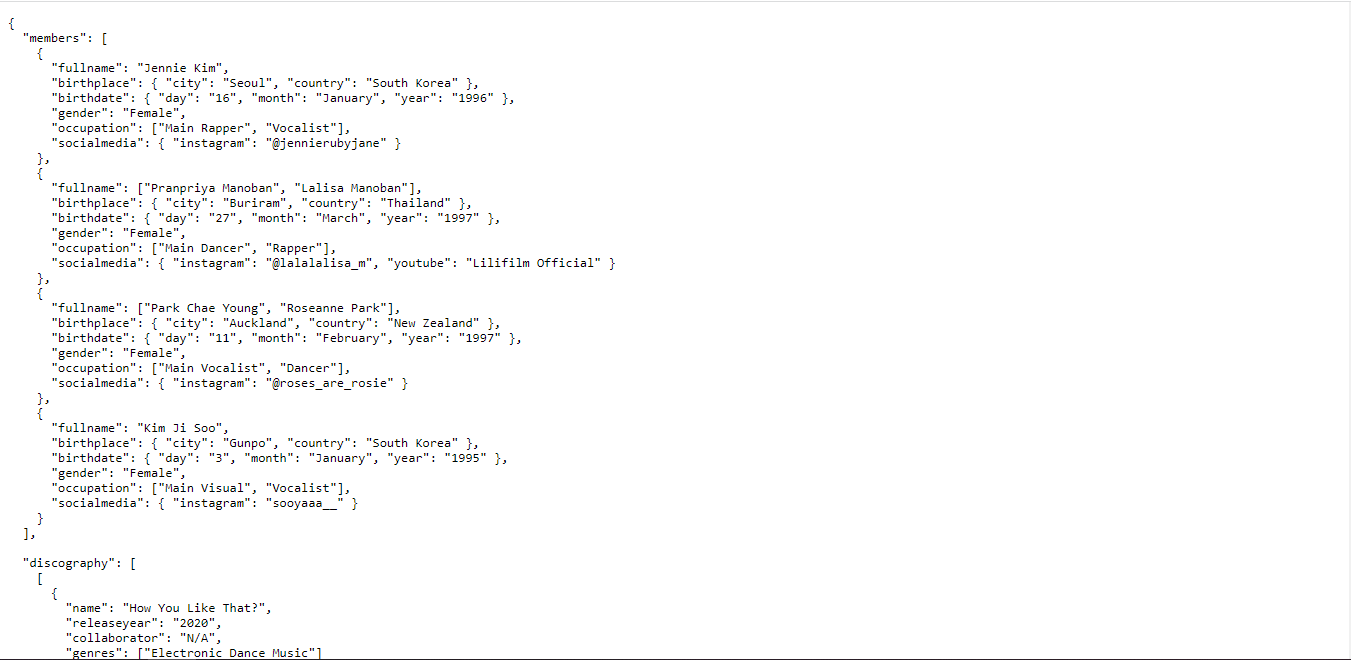 {
  "members": [
    {
      "fullname": "Jennie Kim",
      "birthplace": { "city": "Seoul", "country": "South Korea" },
      "birthdate": { "day": "16", "month": "January", "year": "1996" },
      "gender": "Female",
      "occupation": ["Main Rapper", "Vocalist"],
      "socialmedia": { "instagram": "@jennierubyjane" }
    },
    {
      "fullname": ["Pranpriya Manoban", "Lalisa Manoban"],
      "birthplace": { "city": "Buriram", "country": "Thailand" },
      "birthdate": { "day": "27", "month": "March", "year": "1997" },
      "gender": "Female",
      "occupation": ["Main Dancer", "Rapper"],
      "socialmedia": { "instagram": "@lalalalisa_m", "youtube": "Lilifilm Official" }
    },
    {
      "fullname": ["Park Chae Young", "Roseanne Park"],
      "birthplace": { "city": "Auckland", "country": "New Zealand" },
      "birthdate": { "day": "11", "month": "February", "year": "1997" },
      "gender": "Female",
      "occupation": ["Main Vocalist", "Dancer"],
      "socialmedia": { "instagram": "@roses_are_rosie" }
    },
    {
      "fullname": "Kim Ji Soo",
      "birthplace": { "city": "Gunpo", "country": "South Korea" },
      "birthdate": { "day": "3", "month": "January", "year": "1995" },
      "gender": "Female",
      "occupation": ["Main Visual", "Vocalist"],
      "socialmedia": { "instagram": "sooyaaa__" }
    }
  ],
  "discography": [
    [
      {
        "name": "How You Like That?",
        "releaseyear": "2020",
        "collaborator": "N/A",
        "genres": ["Electronic Dance Music"]